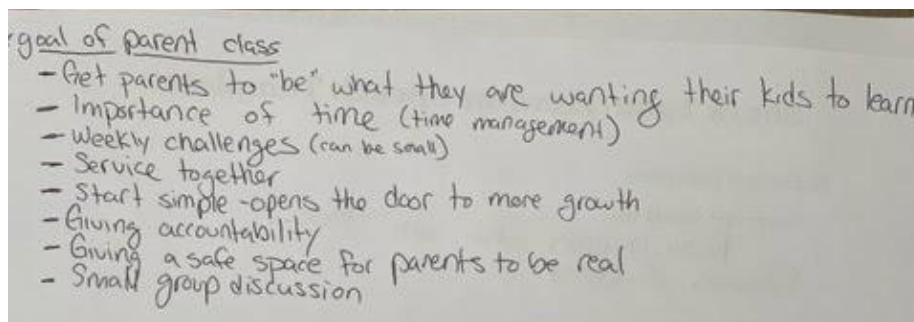 goal of parent class
- Get parents to "be" what they are wanting their kids to learn
- Importance of time (time management)
- Weekly challenges (can be small)
- Service together
- Start simple - opens the door to more growth
- Giving accountability
- Giving a safe space for parents to be real
- Small group discussion